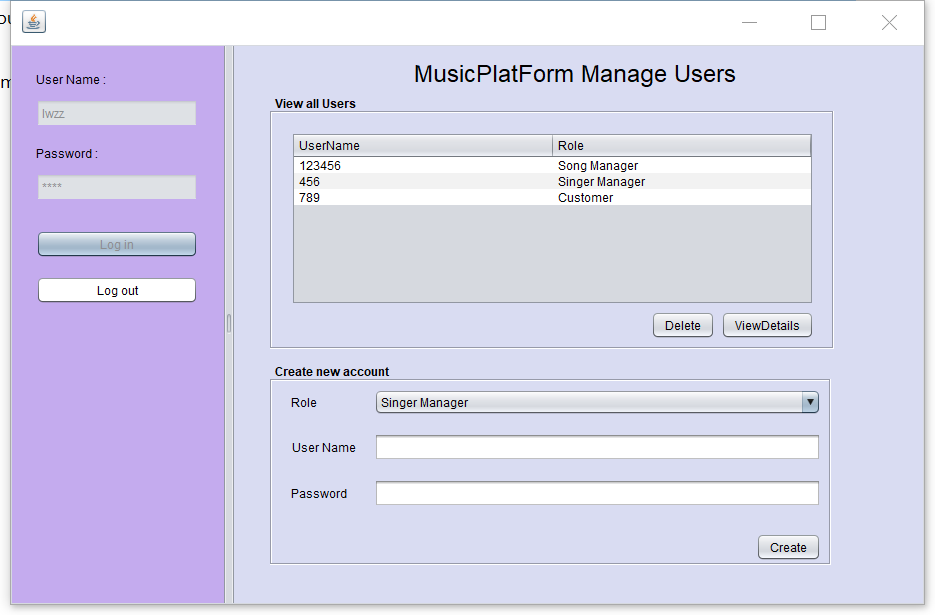 User Name :
lwzz
Password :
****
Log in
Log out
MusicPlatForm Manage Users
View all Users
UserName Role
123456 Song Manager
456 Singer Manager
789 Customer
Delete ViewDetails
Create new account
Role Singer Manager
User Name
Password
Create